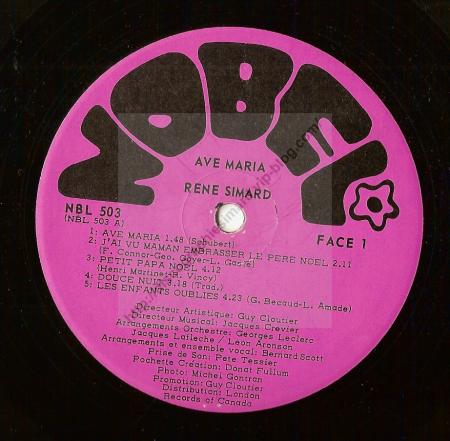 NOBEL
AVE MARIA
RENE SIMARD
NBL 503
(NBL 503 A)
FACE 1
1: AVE MARIA 1.48 (Schubert)
2: J'AI VU MAMAN EMBRASSER LE PERE NOEL 2.11
(F. Connor-Geo. Geyer-L.
3: PETIT PAPA NOEL 4.12
(Henri Martinet-R. Vincy)
4: DOUCE NUIT 3.18 (Trad.)
5: LES ENFANTS OUBLIES 4.23 (G. Becaud-L. Amade)
Directeur Artistique: Guy Cloutier
Directeur Musical: Jacques Crevier
Arrangements Orchestre: Georges Leclerc
Jacques Lafleche / Leon Aronson
Arrangements et ensemble vocal: Bernard Scott
Prise de Son: Pete Tessier
Pochette Création: Donat Fullum
Photo: Michel Gontran
Promotion: Guy Cloutier
Distribution: London
Records of Canada